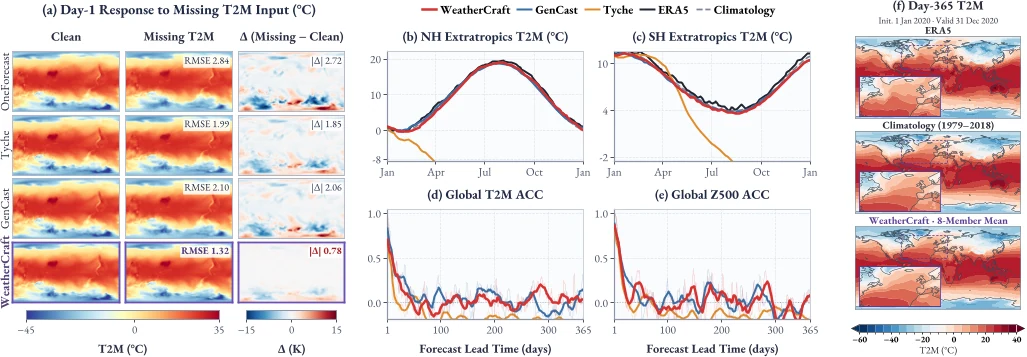 (a) Day-1 Response to Missing T2M Input (°C)
Clean
Missing T2M
Δ (Missing − Clean)
OneForecast
RMSE 2.84
|Δ| 2.72
Tyche
RMSE 1.99
|Δ| 1.85
GenCast
RMSE 2.10
|Δ| 2.06
WeatherCraft
RMSE 1.32
|Δ| 0.78
−45
0
35
T2M (°C)
−15
0
15
Δ (K)
WeatherCraft
GenCast
Tyche
ERA5
Climatology
(b) NH Extratropics T2M (°C)
20
10
0
-8
Jan
Apr
Jul
Oct
Jan
(c) SH Extratropics T2M (°C)
10
4
-2
Jan
Apr
Jul
Oct
Jan
(d) Global T2M ACC
1.0
0.5
0.0
1
100
200
300
365
Forecast Lead Time (days)
(e) Global Z500 ACC
1.0
0.5
0.0
1
100
200
300
365
Forecast Lead Time (days)
(f) Day-365 T2M
Init. 1 Jan 2020 · Valid 31 Dec 2020
ERA5
Climatology (1979–2018)
WeatherCraft · 8-Member Mean
−60
−40
−20
0
20
40
T2M (°C)